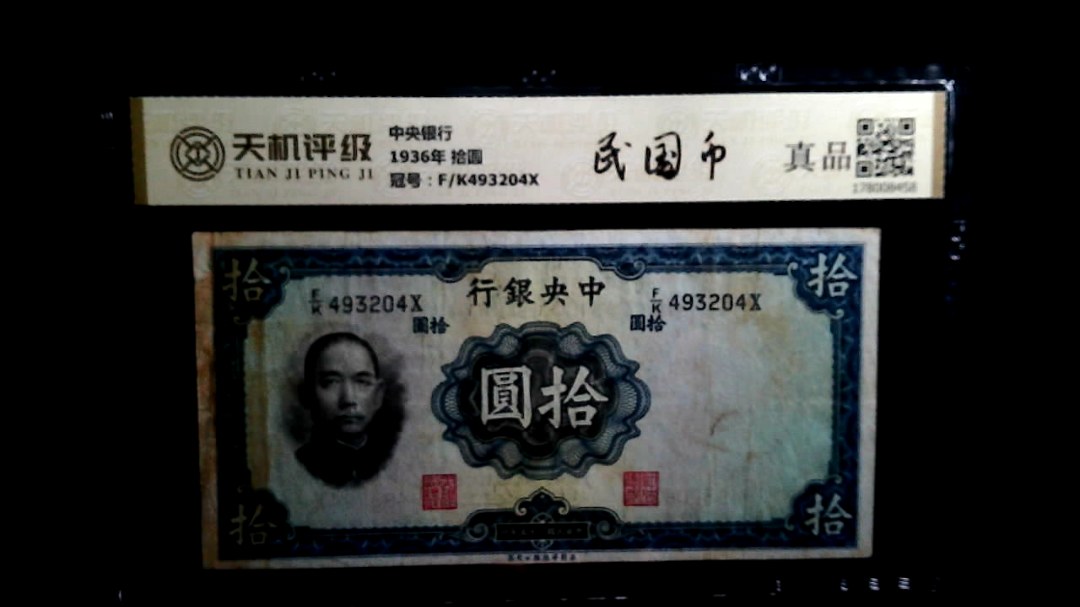 天机评级
TIAN JI PING JI
中央银行
1936年 拾圆
冠号：F/K493204X
民国币
真品
178008458
拾
拾
行銀央中
F/K 493204X
F/K 493204X
圓拾
圓拾
圓拾
拾
拾